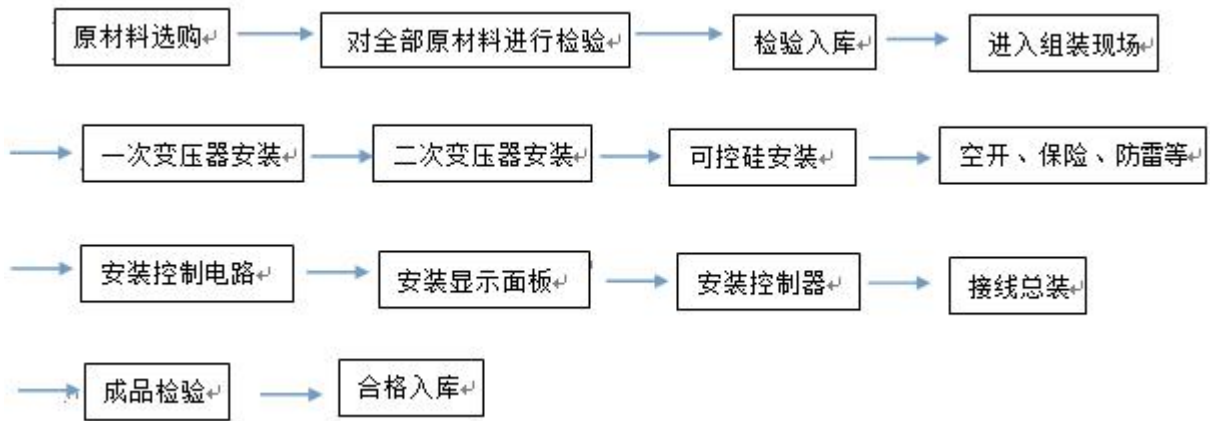 原材料选购
对全部原材料进行检验
检验入库
进入组装现场
一次变压器安装
二次变压器安装
可控硅安装
空开、保险、防雷等
安装控制电路
安装显示面板
安装控制器
接线总装
成品检验
合格入库